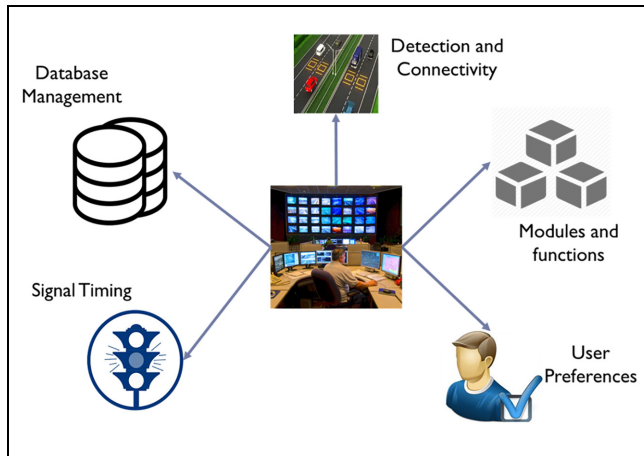 Detection and
Connectivity
Database
Management
Modules and
functions
Signal Timing
User
Preferences